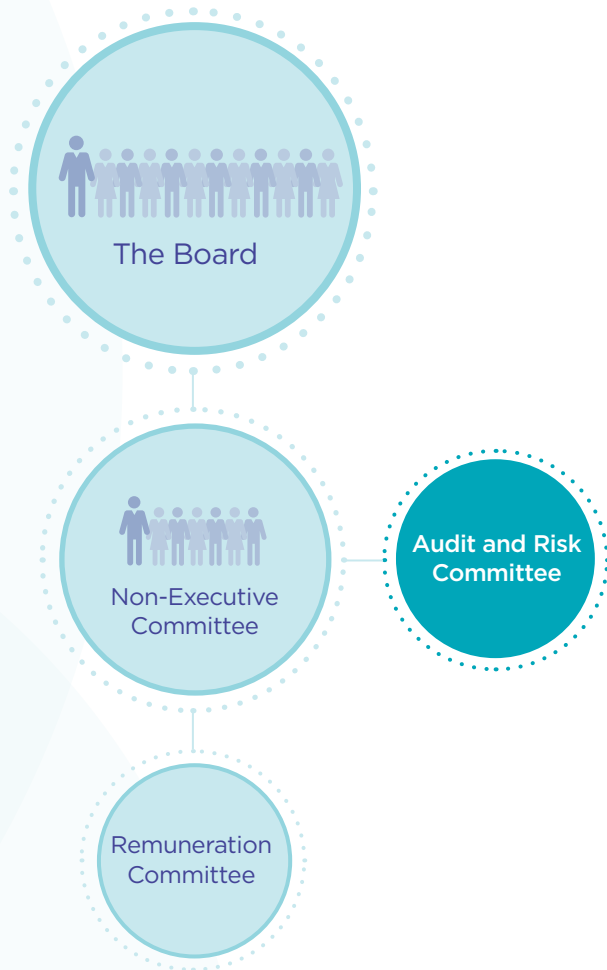 The Board
Non-Executive
Committee
Audit and Risk
Committee
Remuneration
Committee